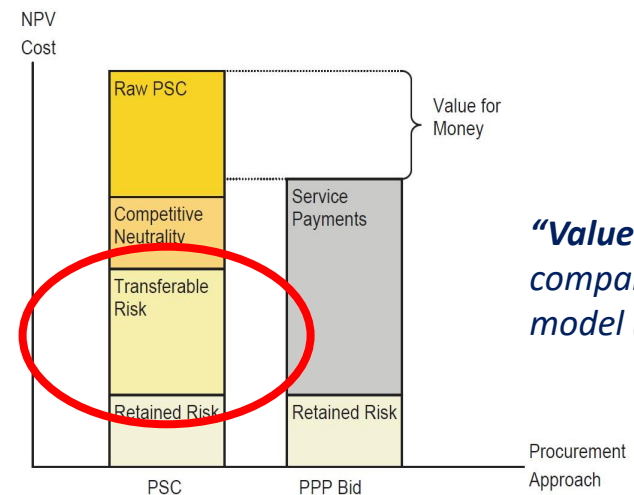 NPV
Cost
Raw PSC
Value for
Money
Competitive
Neutrality
Service
Payments
“Value
compa
model
Transferable
Risk
Retained Risk
Retained Risk
PSC
PPP Bid
Procurement
Approach